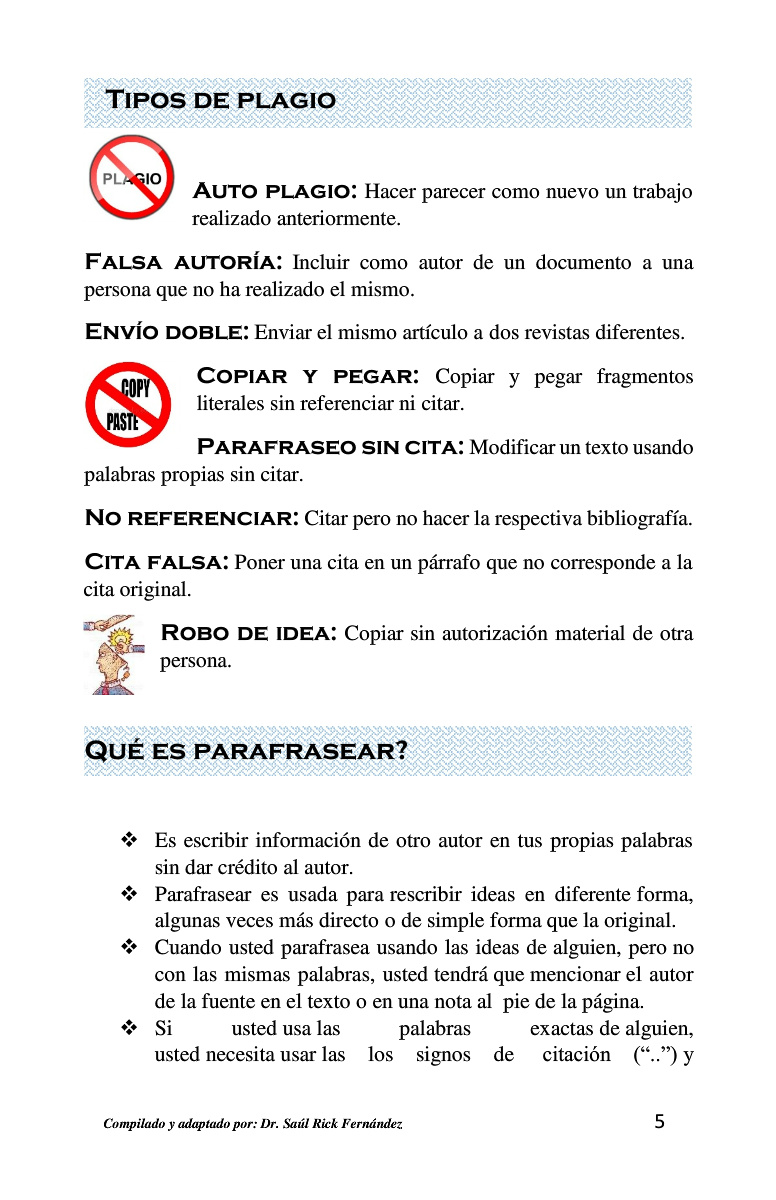 TIPOS DE PLAGIO
PLAGIO
AUTO PLAGIO: Hacer parecer como nuevo un trabajo
realizado anteriormente.
FALSA AUTORÍA: Incluir como autor de un documento a una
persona que no ha realizado el mismo.
ENVÍO DOBLE: Enviar el mismo artículo a dos revistas diferentes.
COPY
PASTE
COPIAR Y PEGAR: Copiar y pegar fragmentos
literales sin referenciar ni citar.
PARAFRASEO SIN CITA: Modificar un texto usando
palabras propias sin citar.
NO REFERENCIAR: Citar pero no hacer la respectiva bibliografía.
CITA FALSA: Poner una cita en un párrafo que no corresponde a la
cita original.
ROBO DE IDEA: Copiar sin autorización material de otra
persona.
QUÉ ES PARAFRASEAR?
❖ Es escribir información de otro autor en tus propias palabras
sin dar crédito al autor.
❖ Parafrasear es usada para rescribir ideas en diferente forma,
algunas veces más directo o de simple forma que la original.
❖ Cuando usted parafrasea usando las ideas de alguien, pero no
con las mismas palabras, usted tendrá que mencionar el autor
de la fuente en el texto o en una nota al pie de la página.
❖ Si usted usa las palabras exactas de alguien,
usted necesita usar las los signos de citación (“..”) y
Compilado y adaptado por: Dr. Saúl Rick Fernández 5